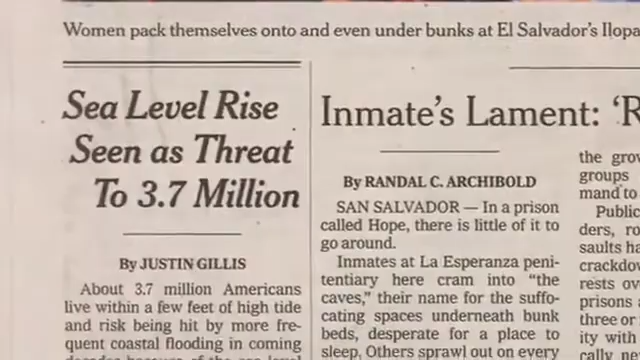 Women pack themselves onto and even under bunks at El Salvador's Ilopa
Sea Level Rise
Seen as Threat
To 3.7 Million
By JUSTIN GILLIS
About 3.7 million Americans
live within a few feet of high tide
and risk being hit by more fre-
quent coastal flooding in coming
Inmate's Lament: 'R
By RANDAL C. ARCHIBOLD
SAN SALVADOR — In a prison
called Hope, there is little of it to
go around.
Inmates at La Esperanza peni-
tentiary here cram into "the
caves," their name for the suffo-
cating spaces underneath bunk
beds, desperate for a place to
sleep. Others sprawl out on every
the grow
groups
mand to
Public
ders, ro
saults ha
crackdow
rests ov
prisons a
three or
ity with
cally pe